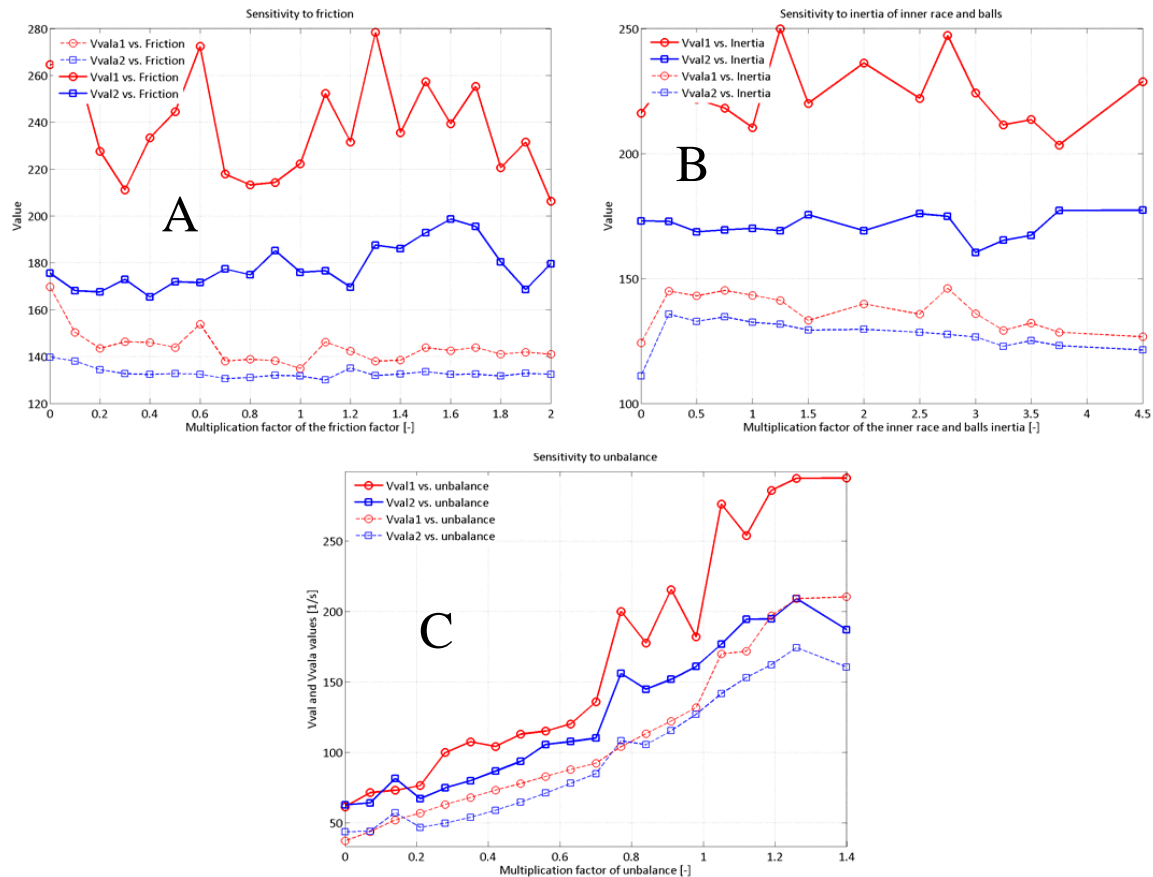 Sensitivity to friction
280
260
240
220
200
180
160
140
120
Value
Vvala1 vs. Friction
Vvala2 vs. Friction
Vval1 vs. Friction
Vval2 vs. Friction
A
0 0.2 0.4 0.6 0.8 1 1.2 1.4 1.6 1.8 2
Multiplication factor of the friction factor [-]
Sensitivity to inertia of inner race and balls
250
200
150
100
Value
Vval1 vs. Inertia
Vval2 vs. Inertia
Vvala1 vs. Inertia
Vvala2 vs. Inertia
B
0 0.5 1 1.5 2 2.5 3 3.5 4 4.5
Multiplication factor of the inner race and balls inertia [-]
Sensitivity to unbalance
250
200
150
100
50
Vval and Vvala values [1/s]
Vval1 vs. unbalance
Vval2 vs. unbalance
Vvala1 vs. unbalance
Vvala2 vs. unbalance
C
0 0.2 0.4 0.6 0.8 1 1.2 1.4
Multiplication factor of unbalance [-]